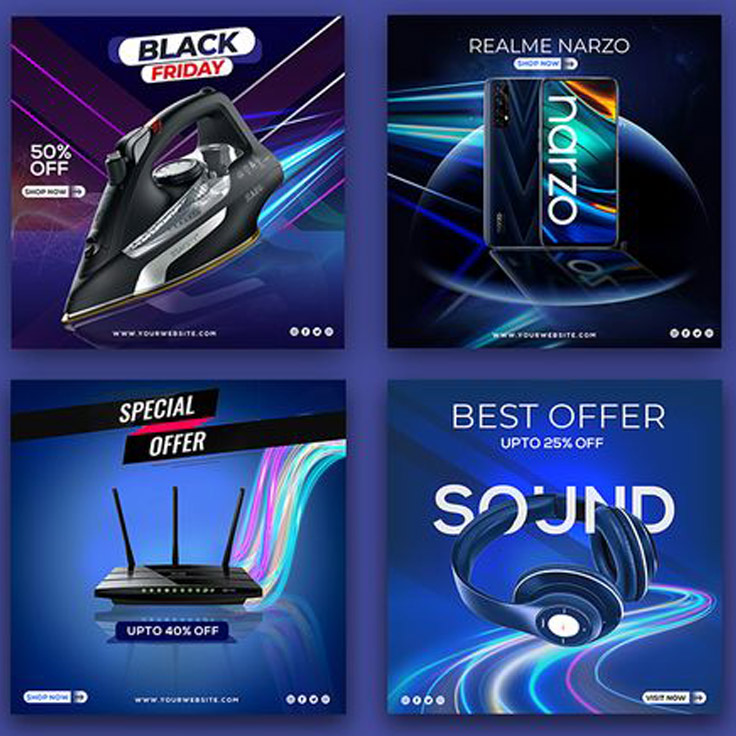 BLACK
FRIDAY
50%
OFF
SHOP NOW
WWW.YOURWEBSITE.COM
REALME NARZO
SHOP NOW
narzo
WWW.YOURWEBSITE.COM
SPECIAL
OFFER
UPTO 40% OFF
SHOP NOW
WWW.YOURWEBSITE.COM
BEST OFFER
UPTO 25% OFF
SOUND
VISIT NOW